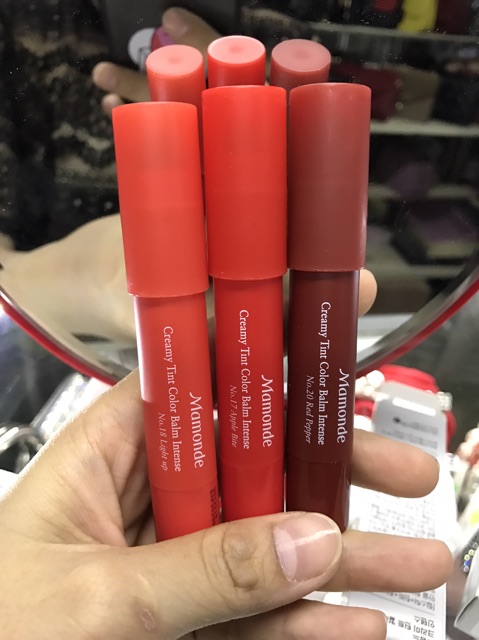 Mamonde
Creamy Tint Color Balm Intense
No.18 Light up
Mamonde
Creamy Tint Color Balm Intense
No.17 Apple Bite
Mamonde
Creamy Tint Color Balm Intense
No.20 Red Pepper